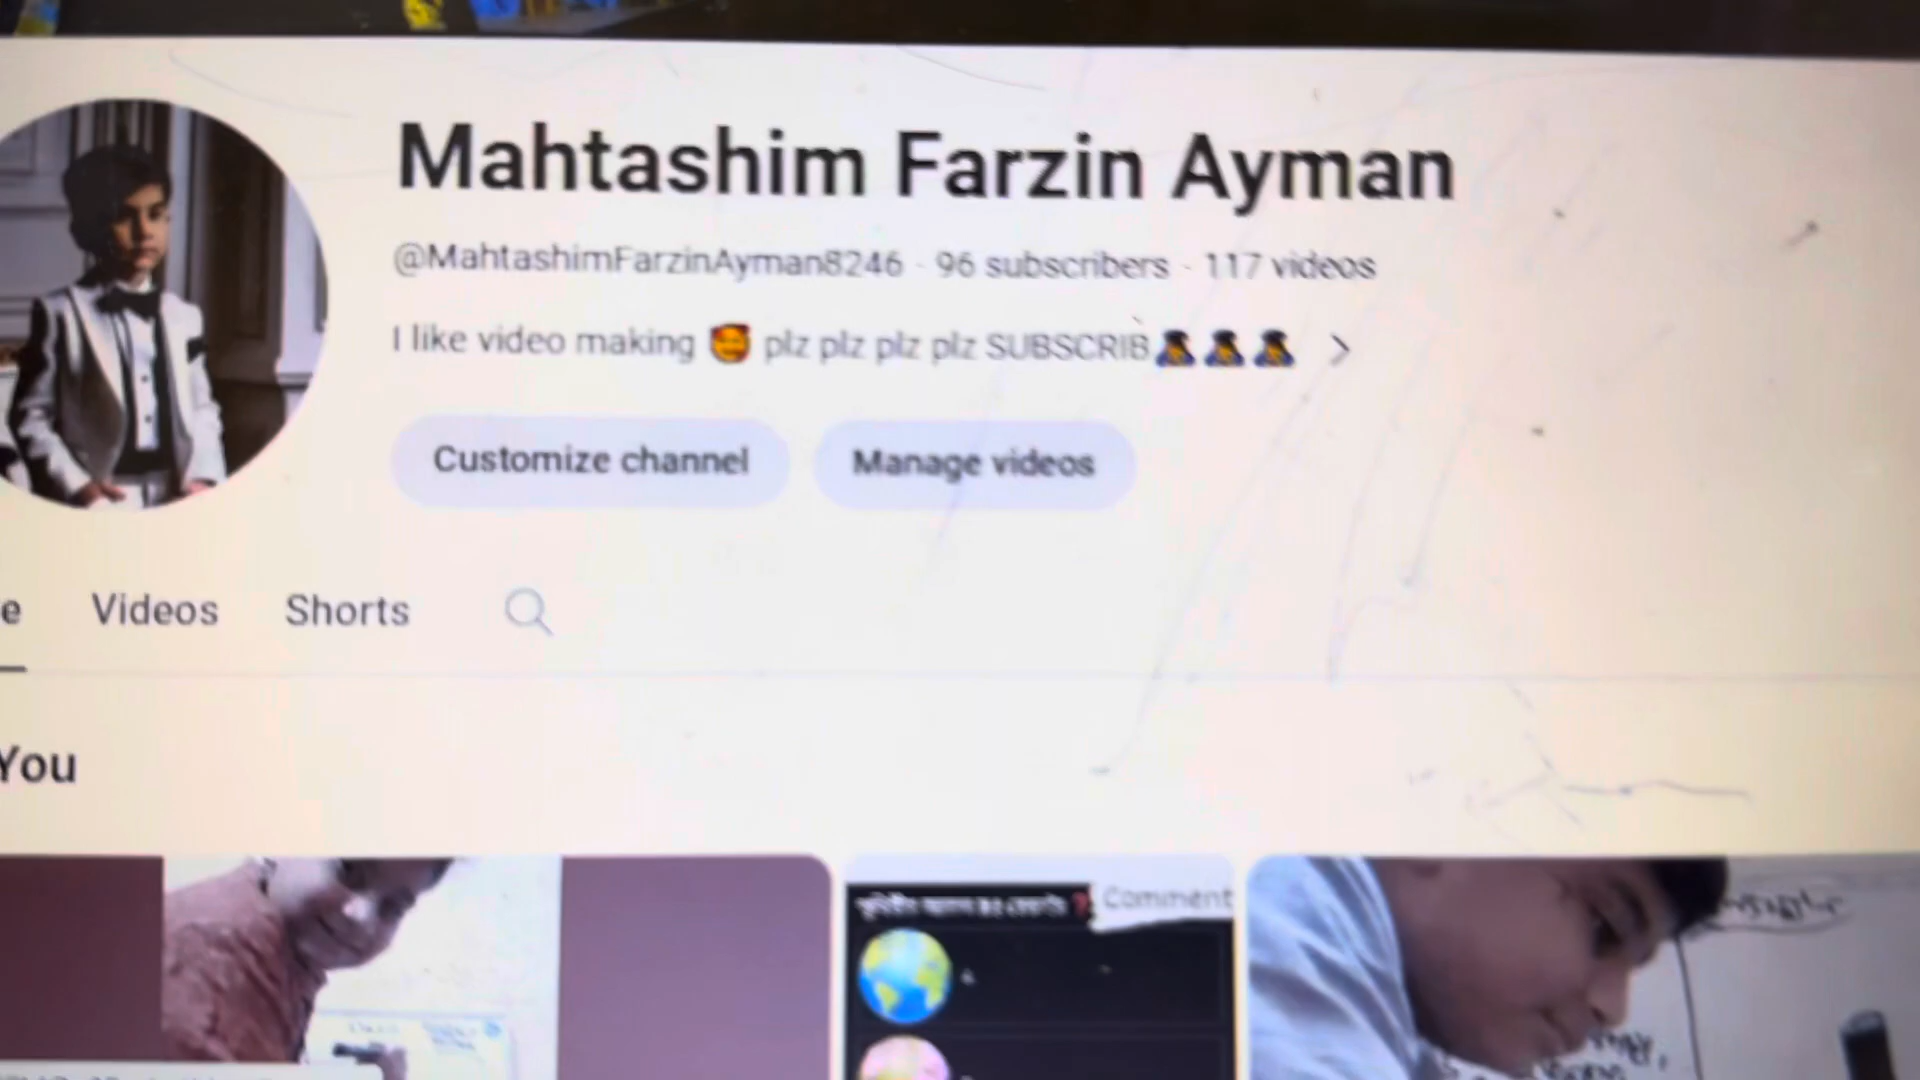 Mahtashim Farzin Ayman
@MahtashimFarzinAyman8246 · 96 subscribers · 117 videos
I like video making 🥰 plz plz plz plz SUBSCRIB >
Customize channel Manage videos
Videos Shorts
You
Comment